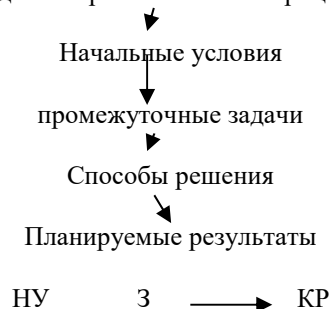 Начальные условия
промежуточные задачи
Способы решения
Планируемые результаты
НУ З КР